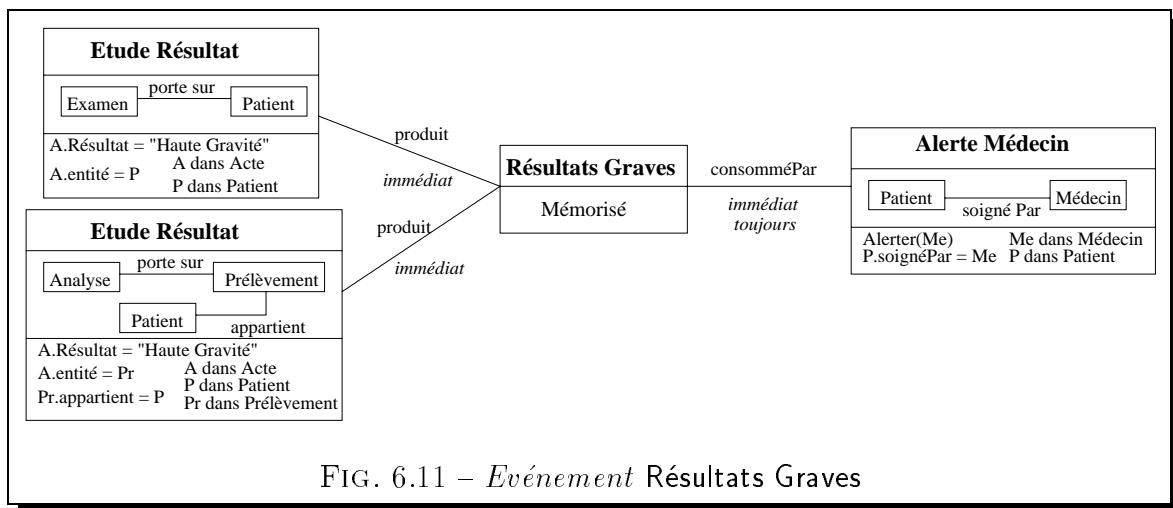 Etude Résultat
porte sur
Examen
Patient
A.Résultat = "Haute Gravité"
A.entité = P
A dans Acte
P dans Patient
Etude Résultat
porte sur
Analyse
Prélèvement
Patient
appartient
A.Résultat = "Haute Gravité"
A.entité = Pr
A dans Acte
P dans Patient
Pr.appartient = P
Pr dans Prélèvement
produit
immédiat
produit
immédiat
Résultats Graves
Mémorisé
consomméPar
immédiat
toujours
Alerte Médecin
Patient
Médecin
soigné Par
Alerter(Me)
Me dans Médecin
P.soignéPar = Me
P dans Patient
FIG. 6.11 – Evénement Résultats Graves